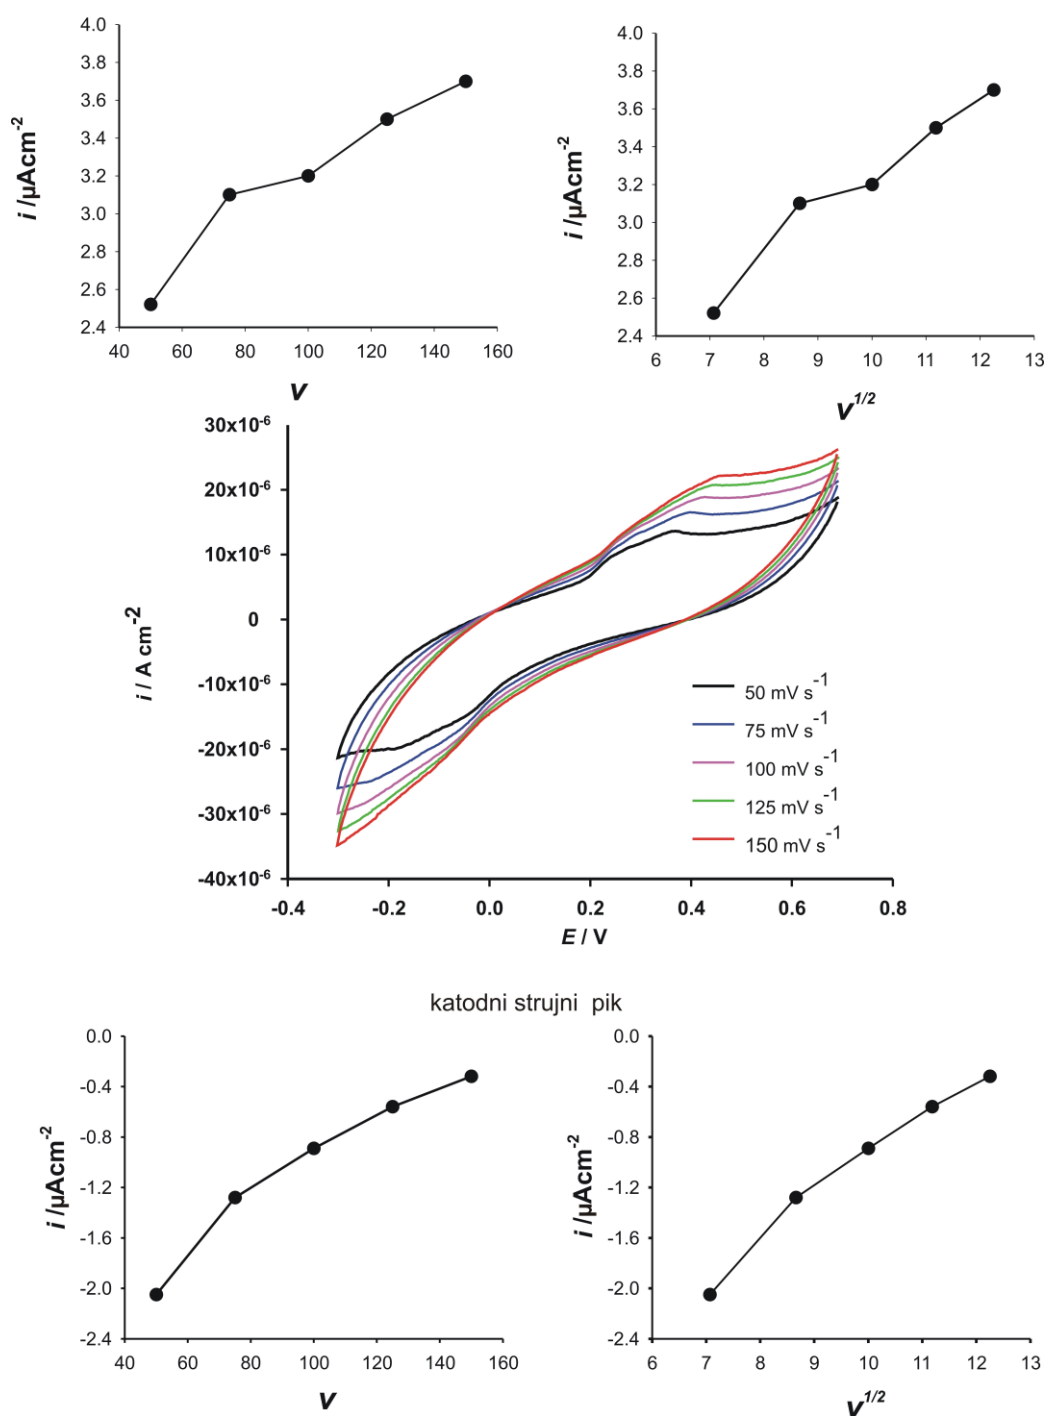 4.0
3.8
3.6
3.4
3.2
3.0
2.8
2.6
2.4
40 60 80 100 120 140 160
i /µAcm-2
v
4.0
3.8
3.6
3.4
3.2
3.0
2.8
2.6
2.4
6 7 8 9 10 11 12 13
i /µAcm-2
v1/2
30x10-6
20x10-6
10x10-6
0
-10x10-6
-20x10-6
-30x10-6
-40x10-6
-0.4 -0.2 0.0 0.2 0.4 0.6 0.8
i / A cm-2
E / V
50 mV s-1
75 mV s-1
100 mV s-1
125 mV s-1
150 mV s-1
katodni strujni pik
0.0
-0.4
-0.8
-1.2
-1.6
-2.0
-2.4
40 60 80 100 120 140 160
i /µAcm-2
v
0.0
-0.4
-0.8
-1.2
-1.6
-2.0
-2.4
6 7 8 9 10 11 12 13
i /µAcm-2
v1/2